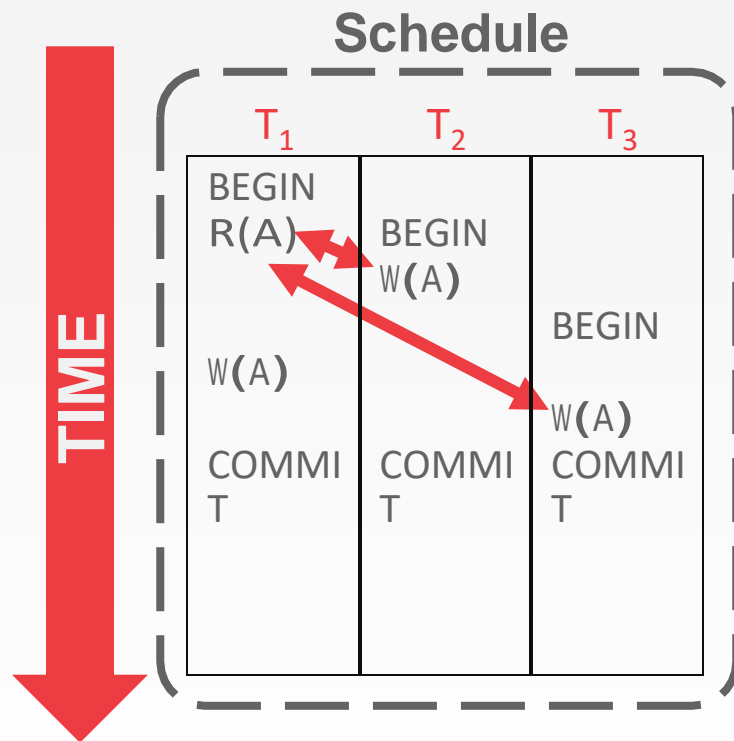 Schedule
TIME
T₁ T₂ T₃
BEGIN
R(A) BEGIN
W(A)
BEGIN
W(A)
W(A)
COMMI COMMI COMMI
T T T